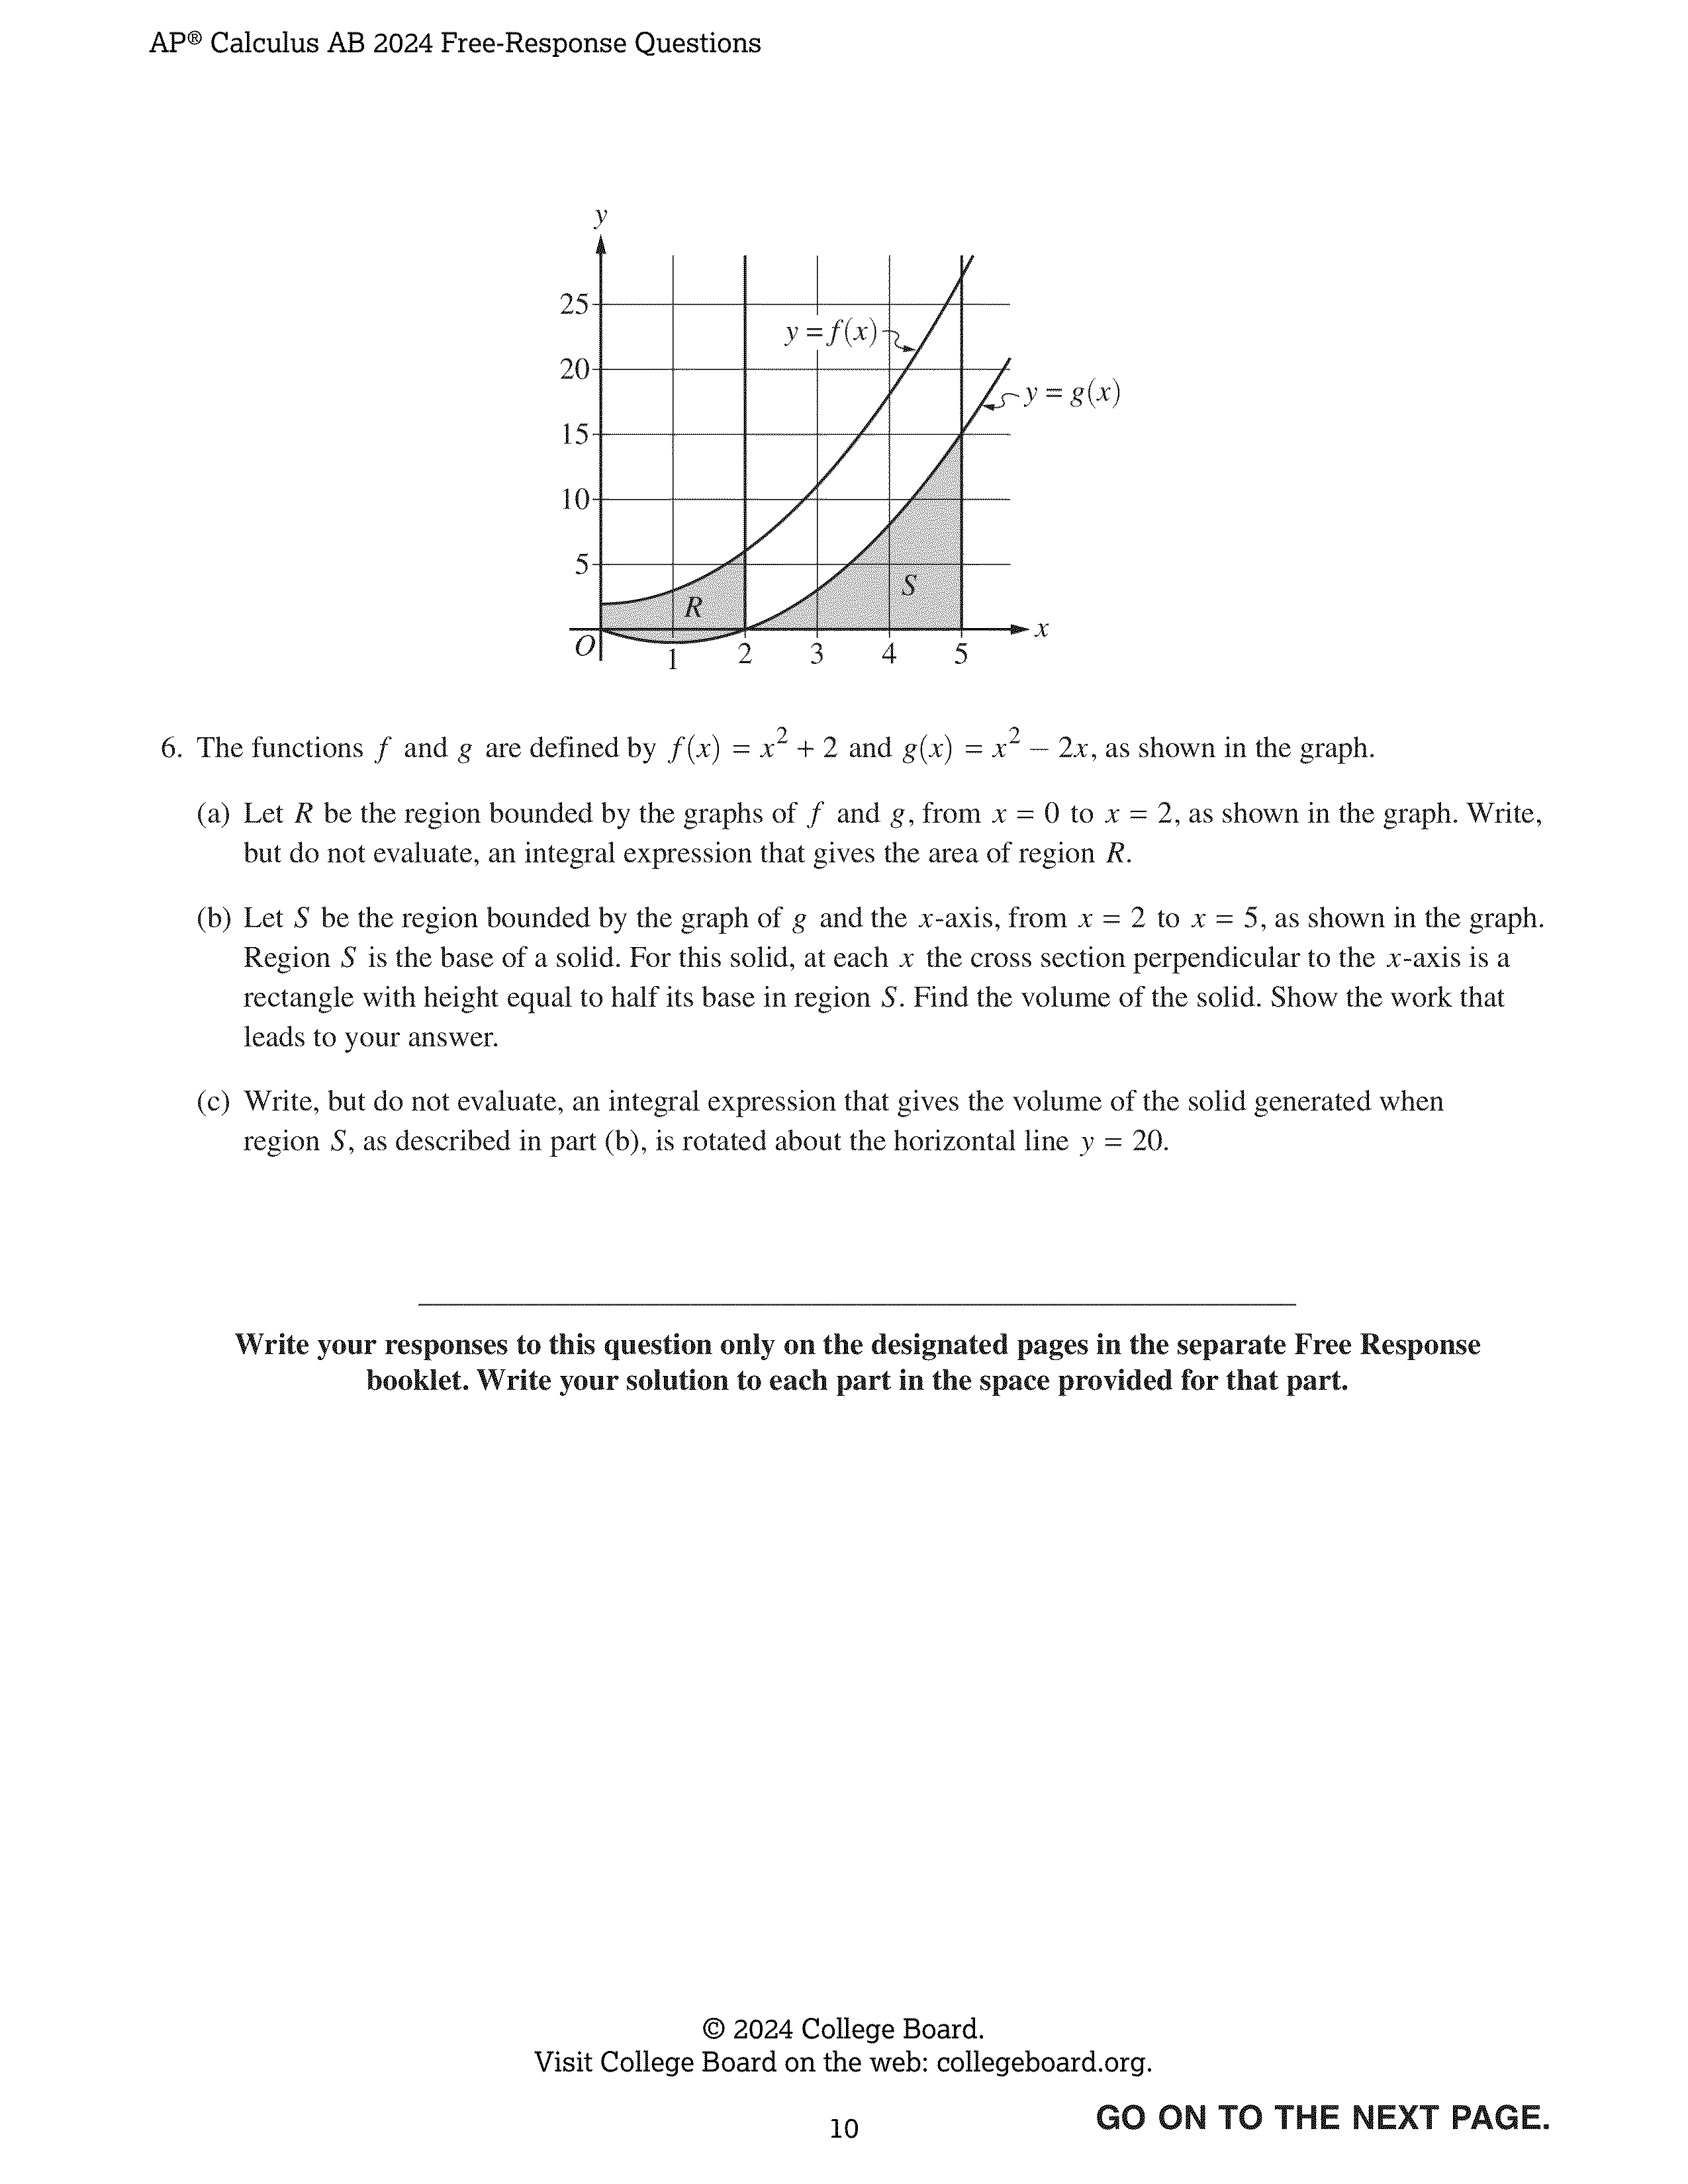 AP® Calculus AB 2024 Free-Response Questions
y
25
20
15
10
5
y = f(x)
y = g(x)
R
S
x
O
1 2 3 4 5
6. The functions f and g are defined by f(x) = x² + 2 and g(x) = x² − 2x, as shown in the graph.
(a) Let R be the region bounded by the graphs of f and g, from x = 0 to x = 2, as shown in the graph. Write,
but do not evaluate, an integral expression that gives the area of region R.
(b) Let S be the region bounded by the graph of g and the x-axis, from x = 2 to x = 5, as shown in the graph.
Region S is the base of a solid. For this solid, at each x the cross section perpendicular to the x-axis is a
rectangle with height equal to half its base in region S. Find the volume of the solid. Show the work that
leads to your answer.
(c) Write, but do not evaluate, an integral expression that gives the volume of the solid generated when
region S, as described in part (b), is rotated about the horizontal line y = 20.
Write your responses to this question only on the designated pages in the separate Free Response
booklet. Write your solution to each part in the space provided for that part.
© 2024 College Board.
Visit College Board on the web: collegeboard.org.
GO ON TO THE NEXT PAGE.
10